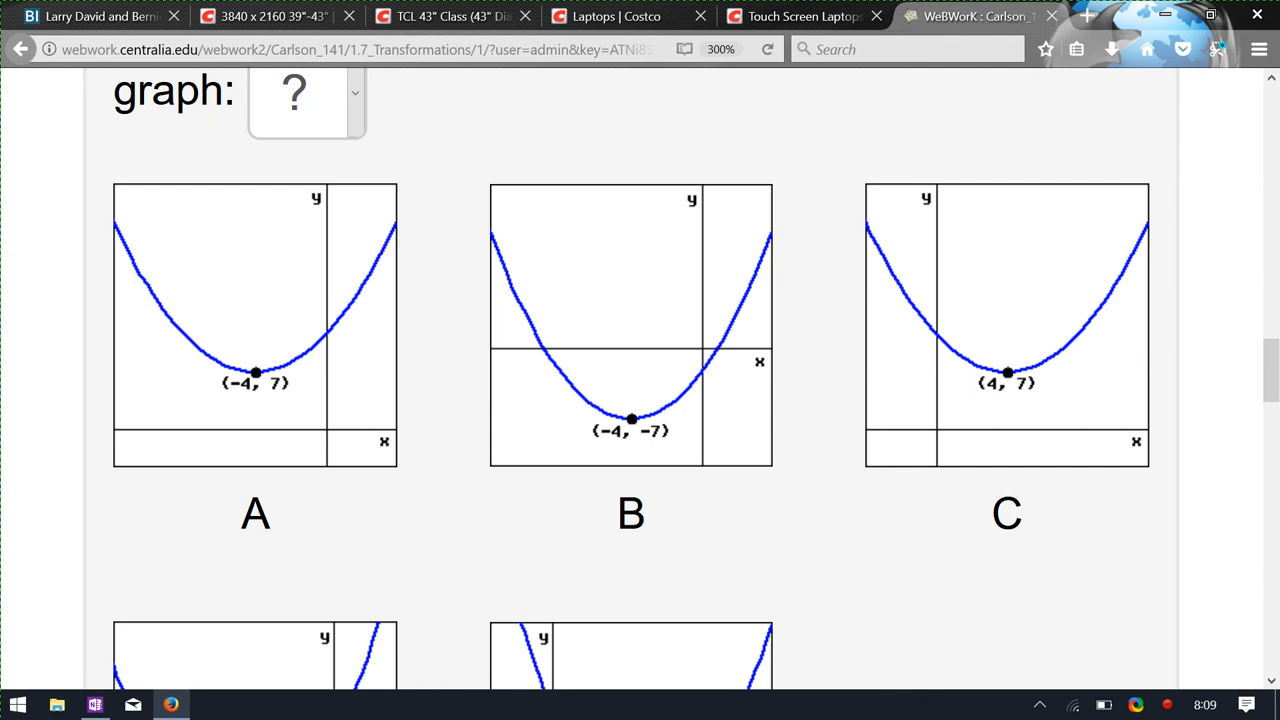 Larry David and Berni
3840 x 2160 39"-43"
TCL 43" Class (43" Dia
Laptops | Costco
Touch Screen Laptops
WeBWorK : Carlson_1
webwork.centralia.edu/webwork2/Carlson_141/1.7_Transformations/1/?user=admin&key=ATNi8S
300%
Search
graph: ?
y
(-4, 7)
x
A
y
x
(-4, -7)
B
y
(4, 7)
x
C
y
y
8:09